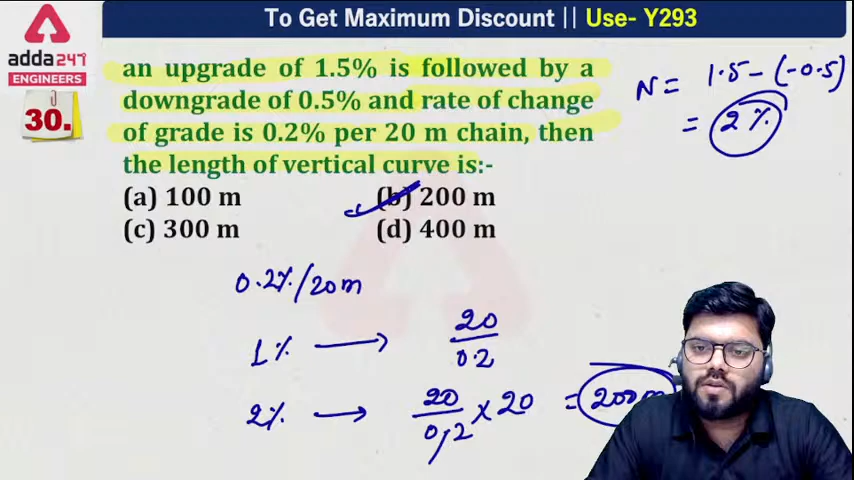 To Get Maximum Discount || Use- Y293
adda247
ENGINEERS
30.
an upgrade of 1.5% is followed by a
downgrade of 0.5% and rate of change
of grade is 0.2% per 20 m chain, then
the length of vertical curve is:-
(a) 100 m
(b) 200 m
(c) 300 m
(d) 400 m
N = 1.5-(-0.5)
= 2%
0.2%/20m
1% → 20/0.2
2% → 20/0.2 × 20 = 200m